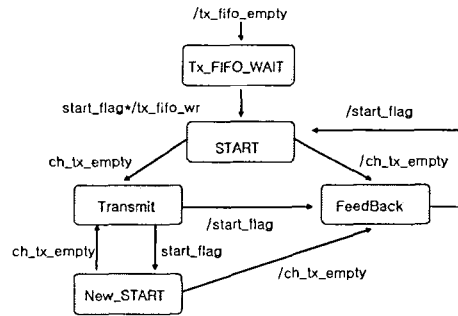 /tx_fifo_empty
Tx_FIFO_WAIT
start_flag*/tx_fifo_wr
/start_flag
START
ch_tx_empty
/ch_tx_empty
Transmit
FeedBack
/start_flag
ch_tx_empty
start_flag
/ch_tx_empty
New_START